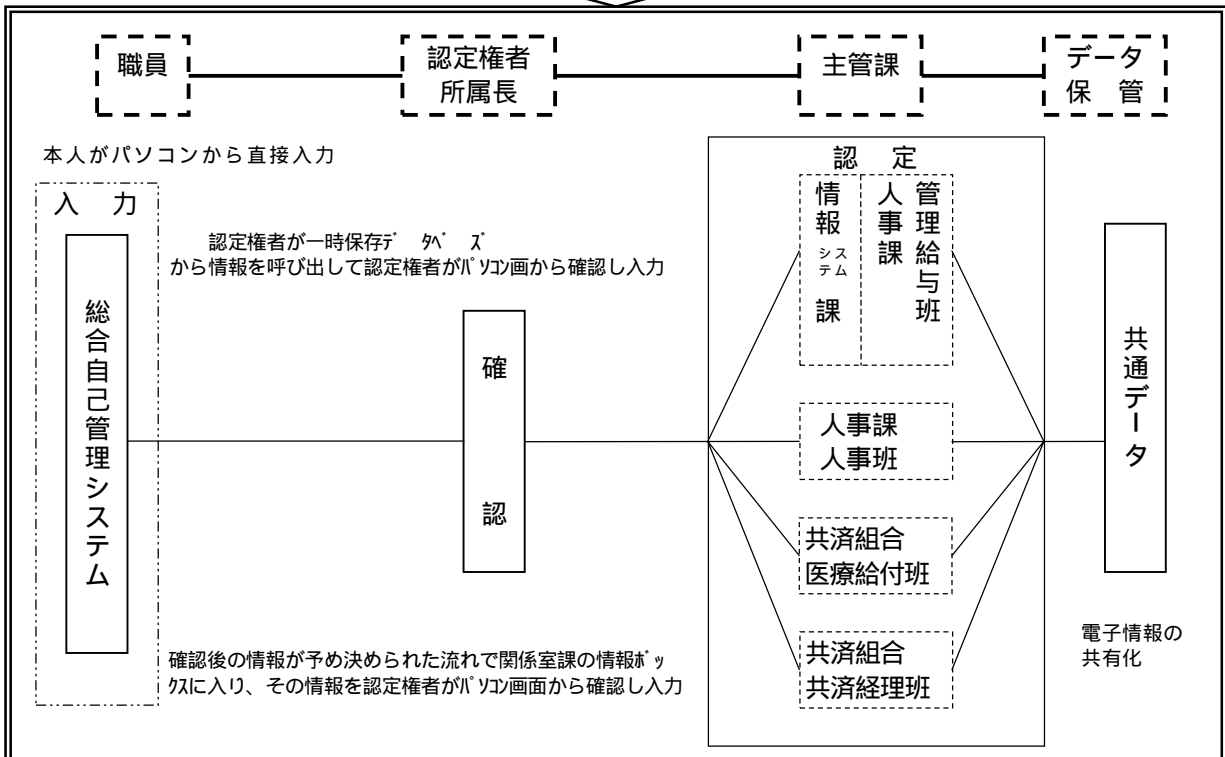 職員
認定権者
所属長
主管課
データ
保　管
本人がパソコンから直接入力
入　力
総合自己管理システム
認定権者が一時保存ﾃﾞｰﾀﾍﾞｰｽﾞ
から情報を呼び出して認定権者がﾊﾟｿｺﾝ画から確認し入力
確認
認　定
情報システム課
人事課
管理給与班
人事課
人事班
共済組合
医療給付班
共済組合
共済経理班
共通データ
確認後の情報が予め決められた流れで関係室課の情報ﾎﾞｯ
ｸｽに入り、その情報を認定権者がﾊﾟｿｺﾝ画面から確認し入力
電子情報の
共有化